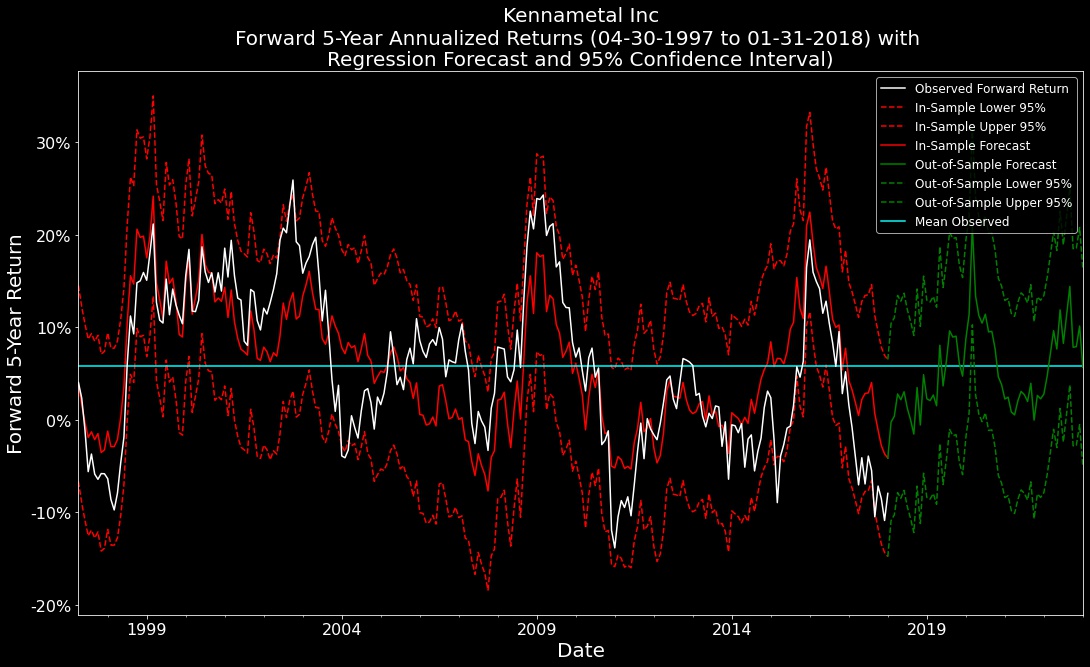 Kennametal Inc
Forward 5-Year Annualized Returns (04-30-1997 to 01-31-2018) with
Regression Forecast and 95% Confidence Interval)
Observed Forward Return
In-Sample Lower 95%
In-Sample Upper 95%
In-Sample Forecast
Out-of-Sample Forecast
Out-of-Sample Lower 95%
Out-of-Sample Upper 95%
Mean Observed
Forward 5-Year Return
30%
20%
10%
0%
-10%
-20%
1999
2004
2009
2014
2019
Date